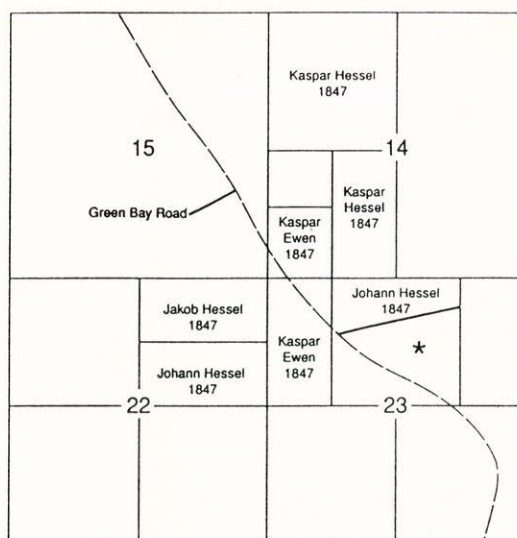 Kaspar Hessel
1847
15
14
Kaspar
Hessel
1847
Green Bay Road
Kaspar
Ewen
1847
Johann Hessel
1847
Jakob Hessel
1847
Kaspar
Ewen
1847
*
Johann Hessel
1847
22
23